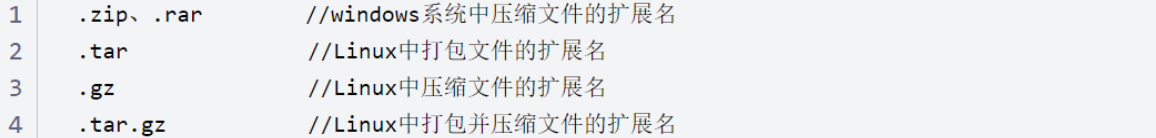 1 .zip、.rar //windows系统中压缩文件的扩展名
2 .tar //Linux中打包文件的扩展名
3 .gz //Linux中压缩文件的扩展名
4 .tar.gz //Linux中打包并压缩文件的扩展名